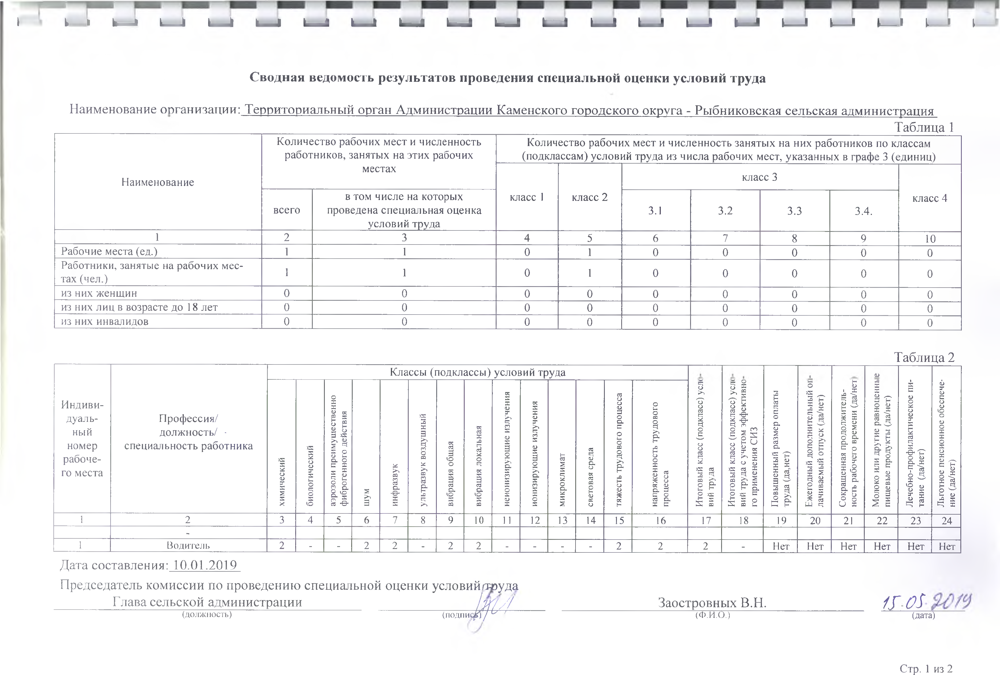 Сводная ведомость результатов проведения специальной оценки условий труда
Наименование организации: Территориальный орган Администрации Каменского городского округа - Рыбниковская сельская администрация
Таблица 1
Наименование
Количество рабочих мест и численность
работников, занятых на этих рабочих
местах
Количество рабочих мест и численность занятых на них работников по классам
(подклассам) условий труда из числа рабочих мест, указанных в графе 3 (единиц)
всего
в том числе на которых
проведена специальная оценка
условий труда
класс 1
класс 2
класс 3
класс 4
3.1 3.2 3.3 3.4.
1 2 3 4 5 6 7 8 9 10
Рабочие места (ед.) 1 1 0 1 0 0 0 0 0
Работники, занятые на рабочих мес-
тах (чел.) 1 1 0 1 0 0 0 0 0
из них женщин 0 0 0 0 0 0 0 0 0
из них лиц в возрасте до 18 лет 0 0 0 0 0 0 0 0 0
из них инвалидов 0 0 0 0 0 0 0 0 0
Таблица 2
Индиви-
дуаль-
ный
номер
рабоче-
го места
Профессия/
должность/
специальность работника
Классы (подклассы) условий труда
химический
биологический
аэрозоли преимущественно
фиброгенного действия
шум
инфразвук
ультразвук воздушный
вибрация общая
вибрация локальная
неионизирующие излучения
ионизирующие излучения
микроклимат
световая среда
тяжесть трудового процесса
напряженность трудового
процесса
Итоговый класс (подкласс) усло-
вий труда
Итоговый класс (подкласс) усло-
вий труда с учетом эффективно-
го применения СИЗ
Повышенный размер оплаты
труда (да,нет)
Ежегодный дополнительный оп-
лачиваемый отпуск (да/нет)
Сокращенная продолжитель-
ность рабочего времени (да/нет)
Молоко или другие равноценные
пищевые продукты (да/нет)
Лечебно-профилактическое пи-
тание (да/нет)
Льготное пенсионное обеспече-
ние (да/нет)
1 2 3 4 5 6 7 8 9 10 11 12 13 14 15 16 17 18 19 20 21 22 23 24
-
1 Водитель 2 - - 2 2 - 2 2 - - - - 2 2 2 - Нет Нет Нет Нет Нет Нет
Дата составления: 10.01.2019
Председатель комиссии по проведению специальной оценки условий труда
Глава сельской администрации Заостровных В.Н. 15.05.2019
(должность) (подпись) (Ф.И.О.) (дата)
Стр. 1 из 2